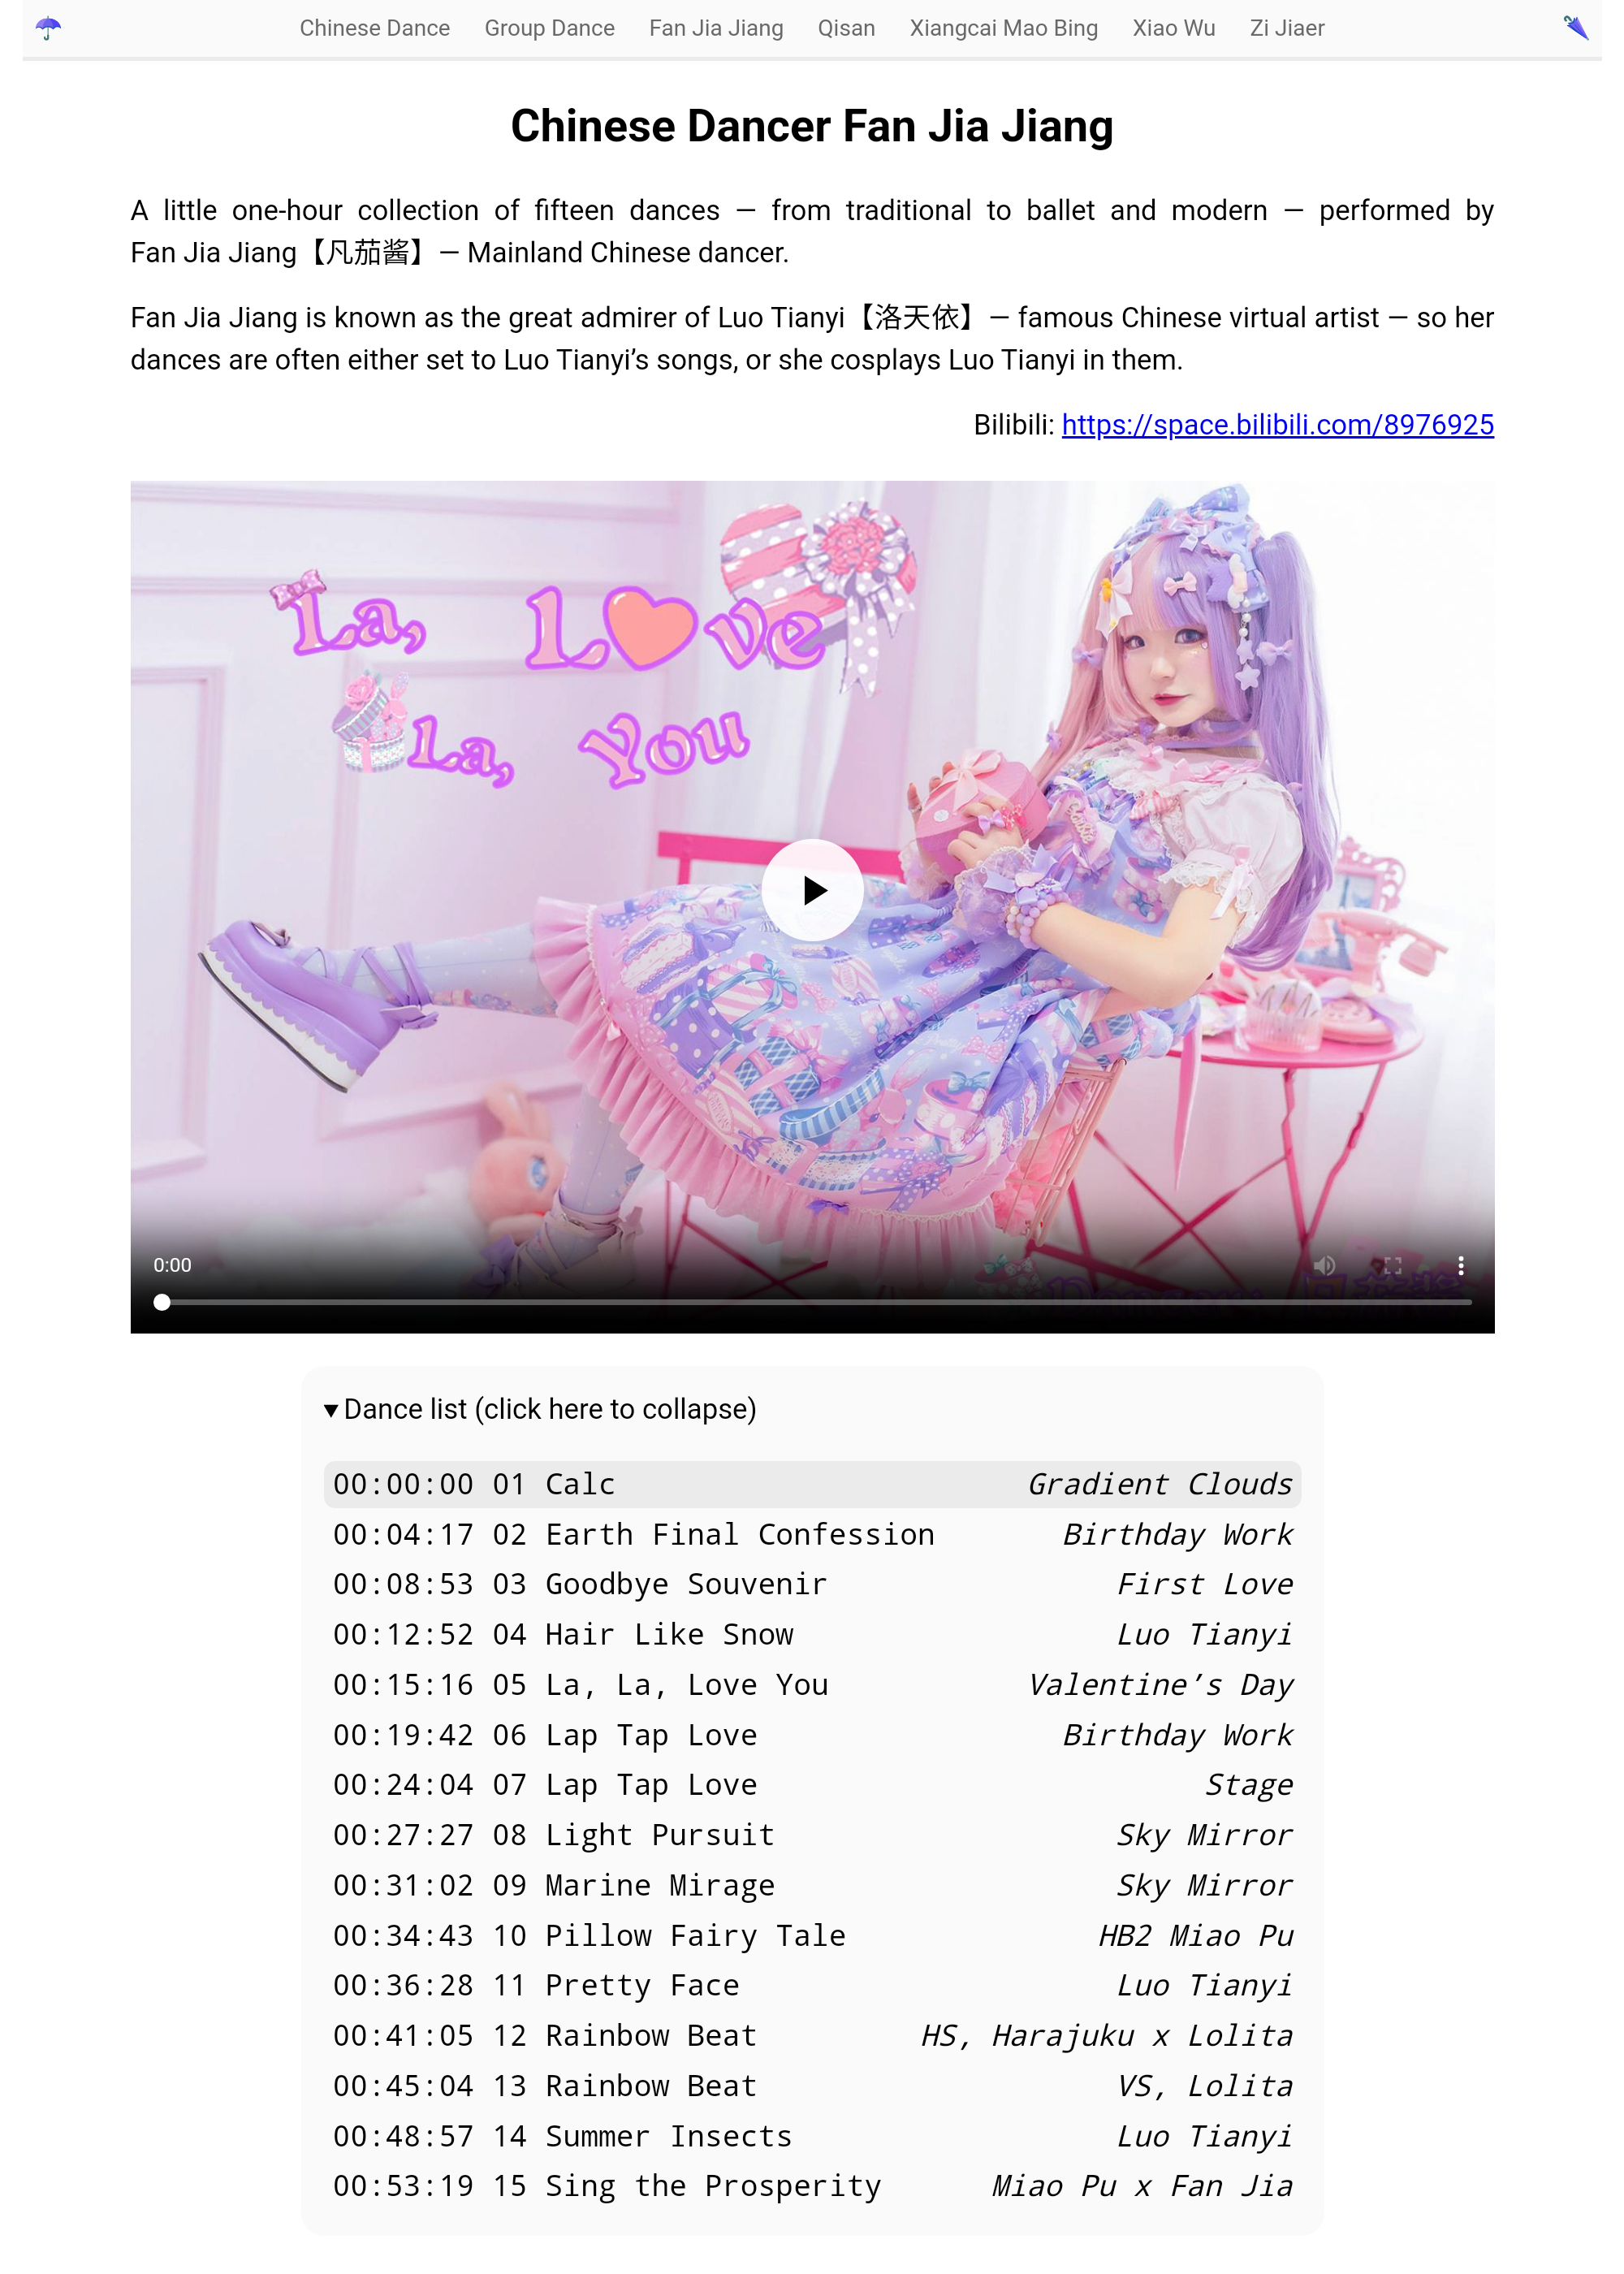 Chinese Dance Group Dance Fan Jia Jiang Qisan Xiangcai Mao Bing Xiao Wu Zi Jiaer
Chinese Dancer Fan Jia Jiang
A little one-hour collection of fifteen dances — from traditional to ballet and modern — performed by
Fan Jia Jiang【凡茄酱】— Mainland Chinese dancer.
Fan Jia Jiang is known as the great admirer of Luo Tianyi【洛天依】— famous Chinese virtual artist — so her
dances are often either set to Luo Tianyi’s songs, or she cosplays Luo Tianyi in them.
Bilibili: https://space.bilibili.com/8976925
La, Love
La, You
0:00
Dance list (click here to collapse)
00:00:00 01 Calc Gradient Clouds
00:04:17 02 Earth Final Confession Birthday Work
00:08:53 03 Goodbye Souvenir First Love
00:12:52 04 Hair Like Snow Luo Tianyi
00:15:16 05 La, La, Love You Valentine’s Day
00:19:42 06 Lap Tap Love Birthday Work
00:24:04 07 Lap Tap Love Stage
00:27:27 08 Light Pursuit Sky Mirror
00:31:02 09 Marine Mirage Sky Mirror
00:34:43 10 Pillow Fairy Tale HB2 Miao Pu
00:36:28 11 Pretty Face Luo Tianyi
00:41:05 12 Rainbow Beat HS, Harajuku x Lolita
00:45:04 13 Rainbow Beat VS, Lolita
00:48:57 14 Summer Insects Luo Tianyi
00:53:19 15 Sing the Prosperity Miao Pu x Fan Jia